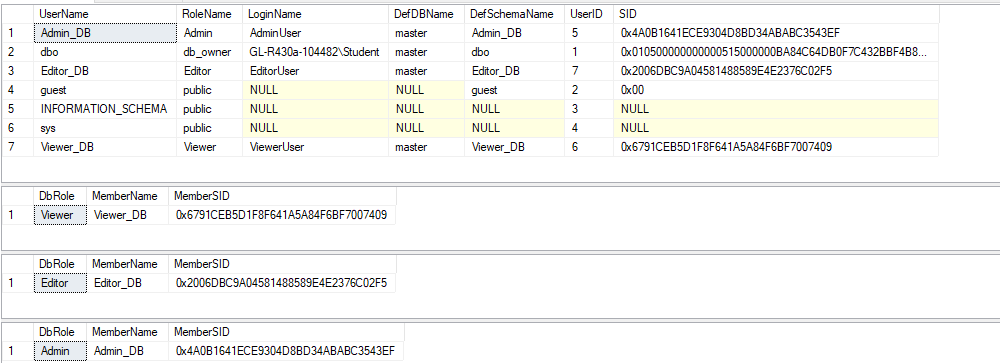 UserName RoleName LoginName DefDBName DefSchemaName UserID SID
1 Admin_DB Admin AdminUser master Admin_DB 5 0x4A0B1641ECE9304D8BD34ABABC3543EF
2 dbo db_owner GL-R430a-104482\Student master dbo 1 0x010500000000000515000000BA84C64DB0F7C432BBF4B8...
3 Editor_DB Editor EditorUser master Editor_DB 7 0x2006DBC9A04581488589E4E2376C02F5
4 guest public NULL NULL guest 2 0x00
5 INFORMATION_SCHEMA public NULL NULL NULL 3 NULL
6 sys public NULL NULL NULL 4 NULL
7 Viewer_DB Viewer ViewerUser master Viewer_DB 6 0x6791CEB5D1F8F641A5A84F6BF7007409
DbRole MemberName MemberSID
1 Viewer Viewer_DB 0x6791CEB5D1F8F641A5A84F6BF7007409
DbRole MemberName MemberSID
1 Editor Editor_DB 0x2006DBC9A04581488589E4E2376C02F5
DbRole MemberName MemberSID
1 Admin Admin_DB 0x4A0B1641ECE9304D8BD34ABABC3543EF